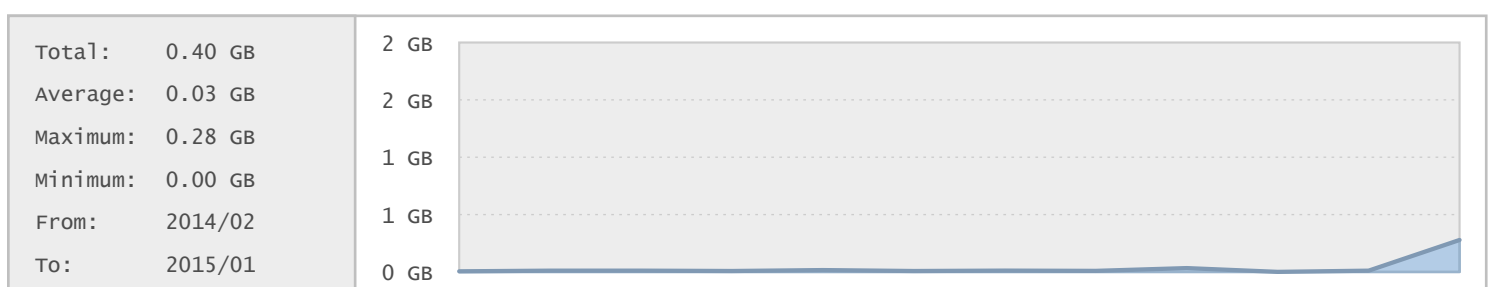 Total: 0.40 GB
Average: 0.03 GB
Maximum: 0.28 GB
Minimum: 0.00 GB
From: 2014/02
To: 2015/01
2 GB
2 GB
1 GB
1 GB
0 GB